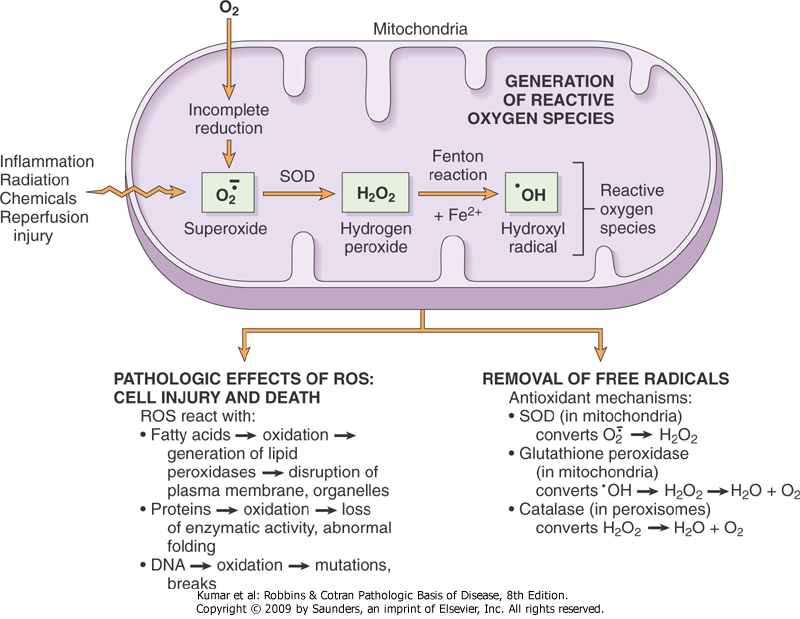 O₂
Mitochondria
GENERATION
OF REACTIVE
OXYGEN SPECIES
Incomplete
reduction
Inflammation
Radiation
Chemicals
Reperfusion
injury
O₂•̅
Superoxide
SOD
H₂O₂
Hydrogen
peroxide
Fenton
reaction
+ Fe²⁺
•OH
Hydroxyl
radical
Reactive
oxygen
species
PATHOLOGIC EFFECTS OF ROS:
CELL INJURY AND DEATH
ROS react with:
• Fatty acids → oxidation →
generation of lipid
peroxidases → disruption of
plasma membrane, organelles
• Proteins → oxidation → loss
of enzymatic activity, abnormal
folding
• DNA → oxidation → mutations,
breaks
REMOVAL OF FREE RADICALS
Antioxidant mechanisms:
• SOD (in mitochondria)
converts O₂•̅ → H₂O₂
• Glutathione peroxidase
(in mitochondria)
converts •OH → H₂O₂ → H₂O + O₂
• Catalase (in peroxisomes)
converts H₂O₂ → H₂O + O₂
Kumar et al: Robbins & Cotran Pathologic Basis of Disease, 8th Edition.
Copyright © 2009 by Saunders, an imprint of Elsevier, Inc. All rights reserved.